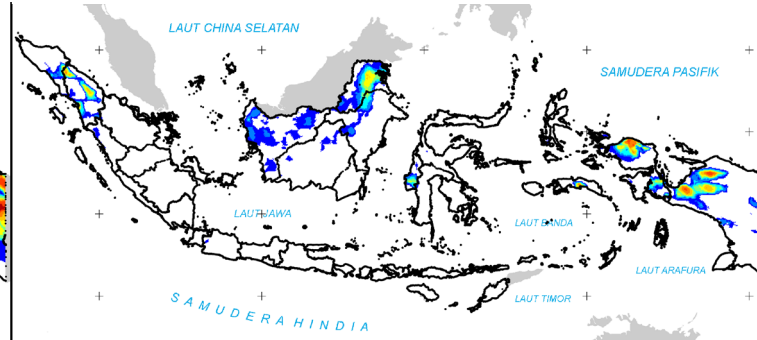 LAUT CHINA SELATAN
SAMUDERA PASIFIK
LAUT JAWA
LAUT BANDA
LAUT ARAFURA
LAUT TIMOR
SAMUDERA HINDIA